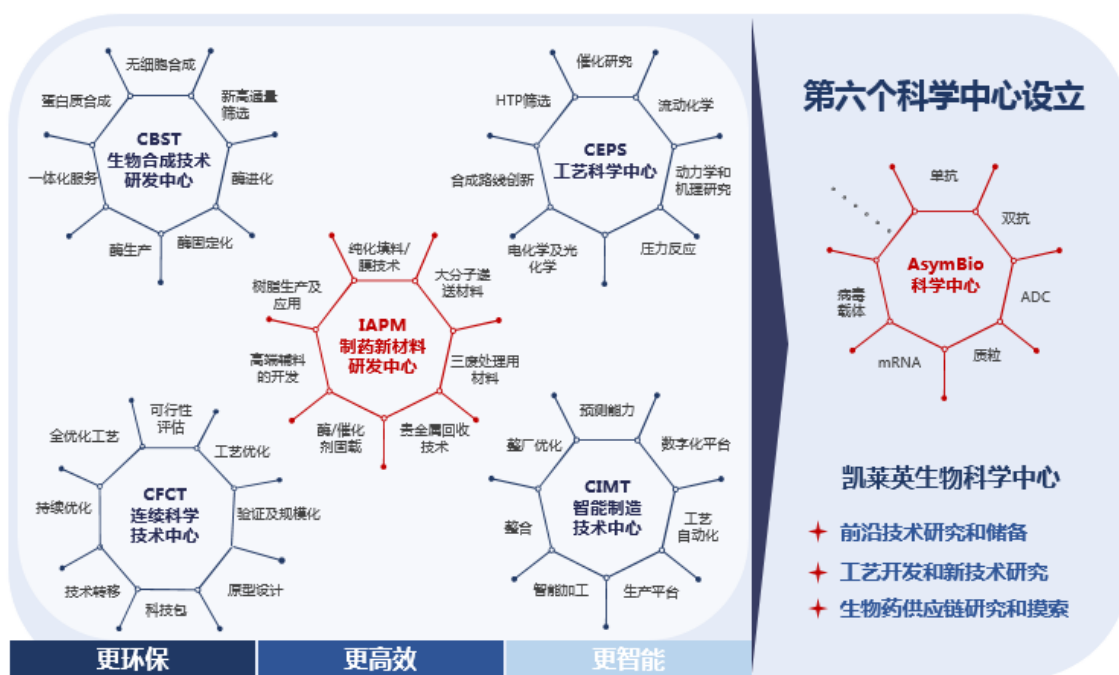 无细胞合成
蛋白质合成
新高通量
筛选
CBST
生物合成技术
研发中心
一体化服务
酶进化
酶生产
酶固定化
催化研究
HTP筛选
流动化学
CEPS
工艺科学中心
合成路线创新
动力学和
机理研究
电化学及光
化学
压力反应
纯化填料/
膜技术
树脂生产及
应用
大分子递
送材料
IAPM
制药新材料
研发中心
高端辅料
的开发
三废处理用
材料
酶/催化
剂固载
贵金属回收
技术
可行性
评估
全优化工艺
工艺优化
CFCT
连续科学
技术中心
持续优化
验证及规模化
技术转移
原型设计
科技包
预测能力
整厂优化
数字化平台
CIMT
智能制造
技术中心
整合
工艺
自动化
智能加工
生产平台
更环保
更高效
更智能
第六个科学中心设立
单抗
双抗
AsymBio
科学中心
病毒
载体
ADC
mRNA
质粒
凯莱英生物科学中心
前沿技术研究和储备
工艺开发和新技术研究
生物药供应链研究和摸索